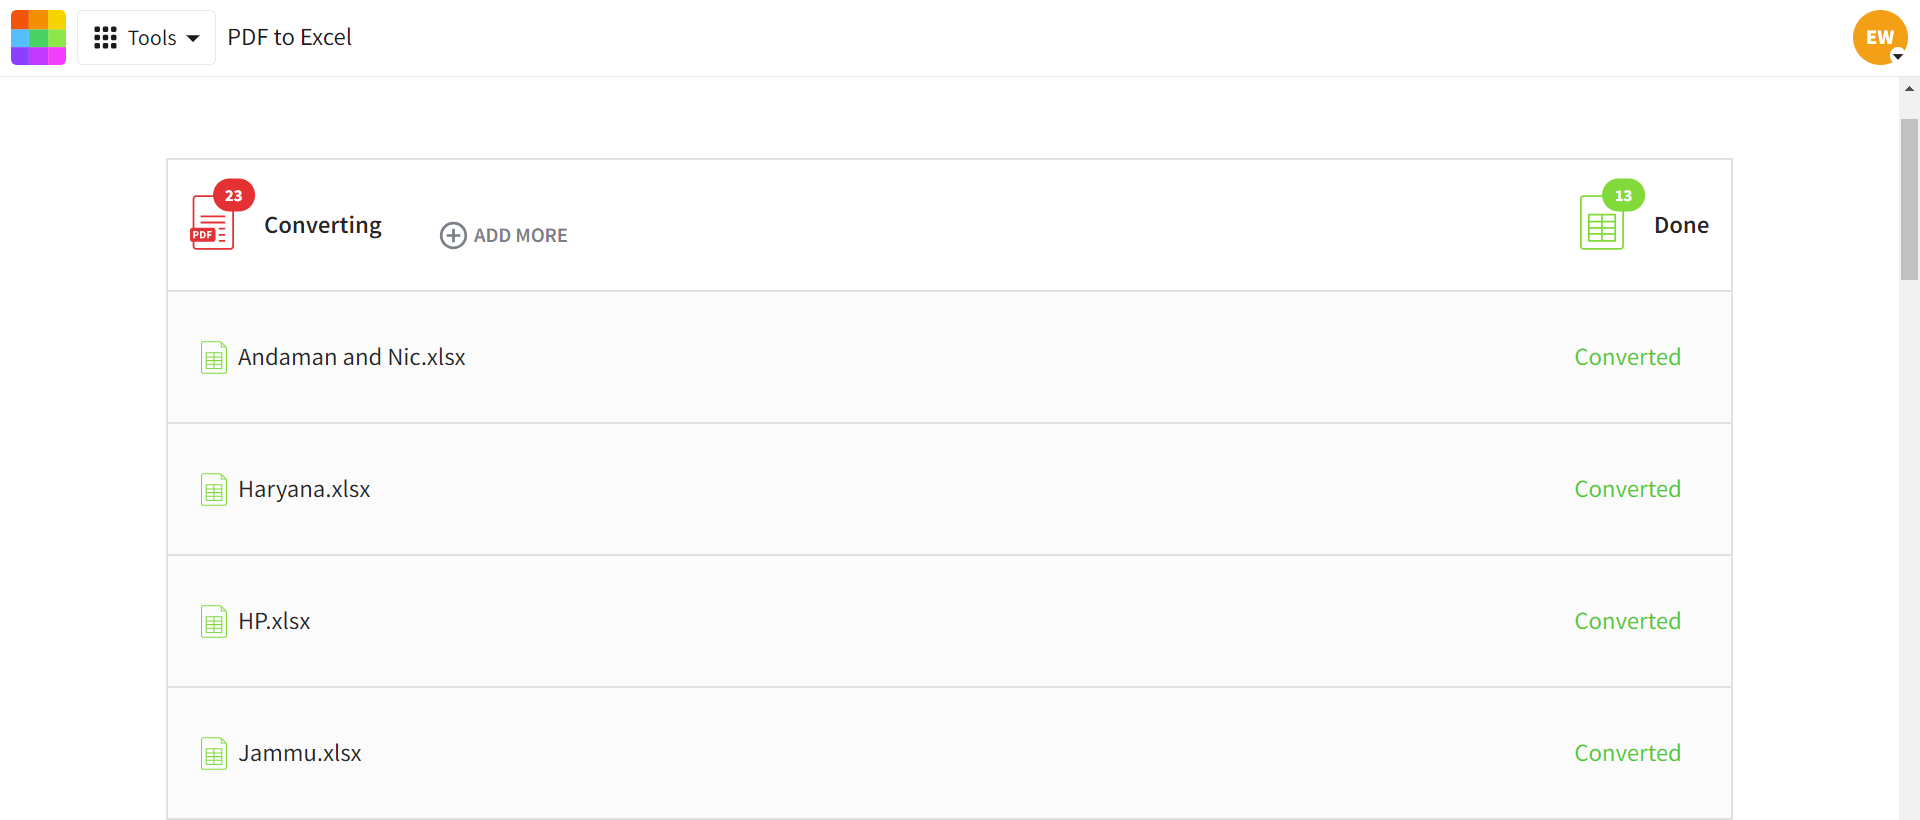 Tools
PDF to Excel
EW
23
PDF
Converting
ADD MORE
13
Done
Andaman and Nic.xlsx
Converted
Haryana.xlsx
Converted
HP.xlsx
Converted
Jammu.xlsx
Converted